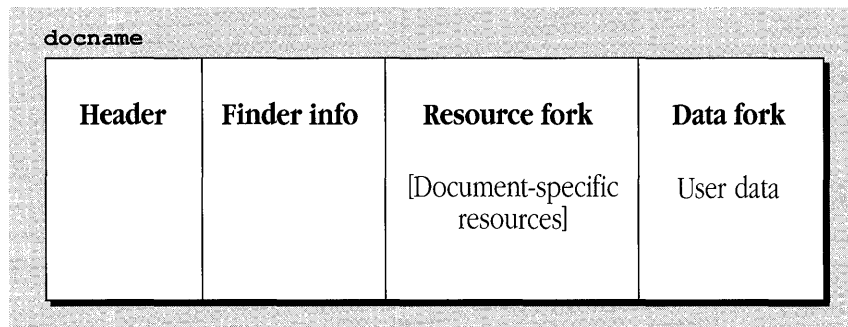 docname
Header
Finder info
Resource fork
Data fork
[Document-specific
resources]
User data